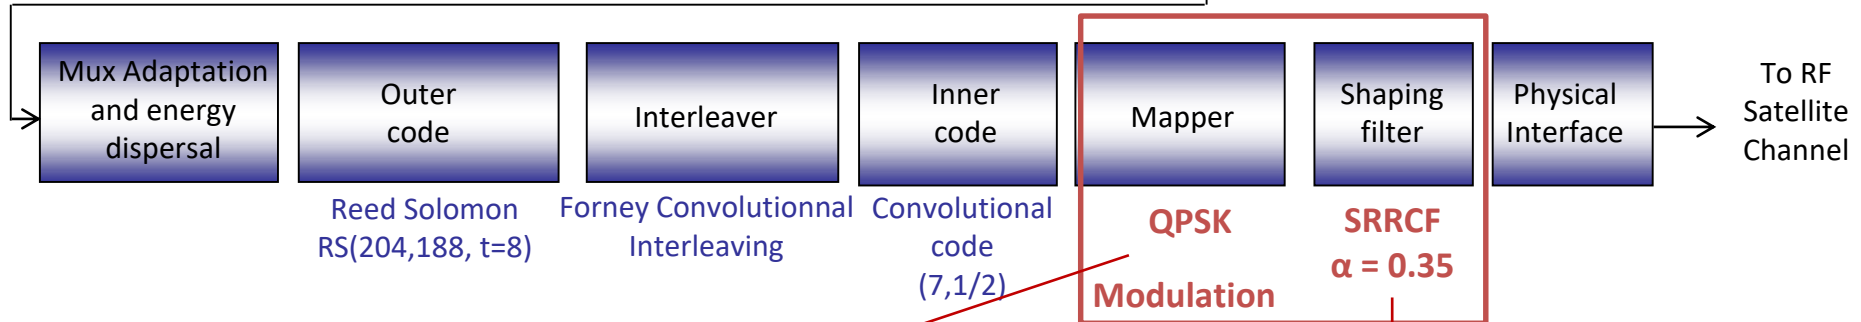 Mux Adaptation
and energy
dispersal
Outer
code
Interleaver
Inner
code
Mapper
Shaping
filter
Physical
Interface
To RF
Satellite
Channel
Reed Solomon
RS(204,188, t=8)
Forney Convolutionnal
Interleaving
Convolutional
code
(7,1/2)
QPSK
SRRCF
α = 0.35
Modulation